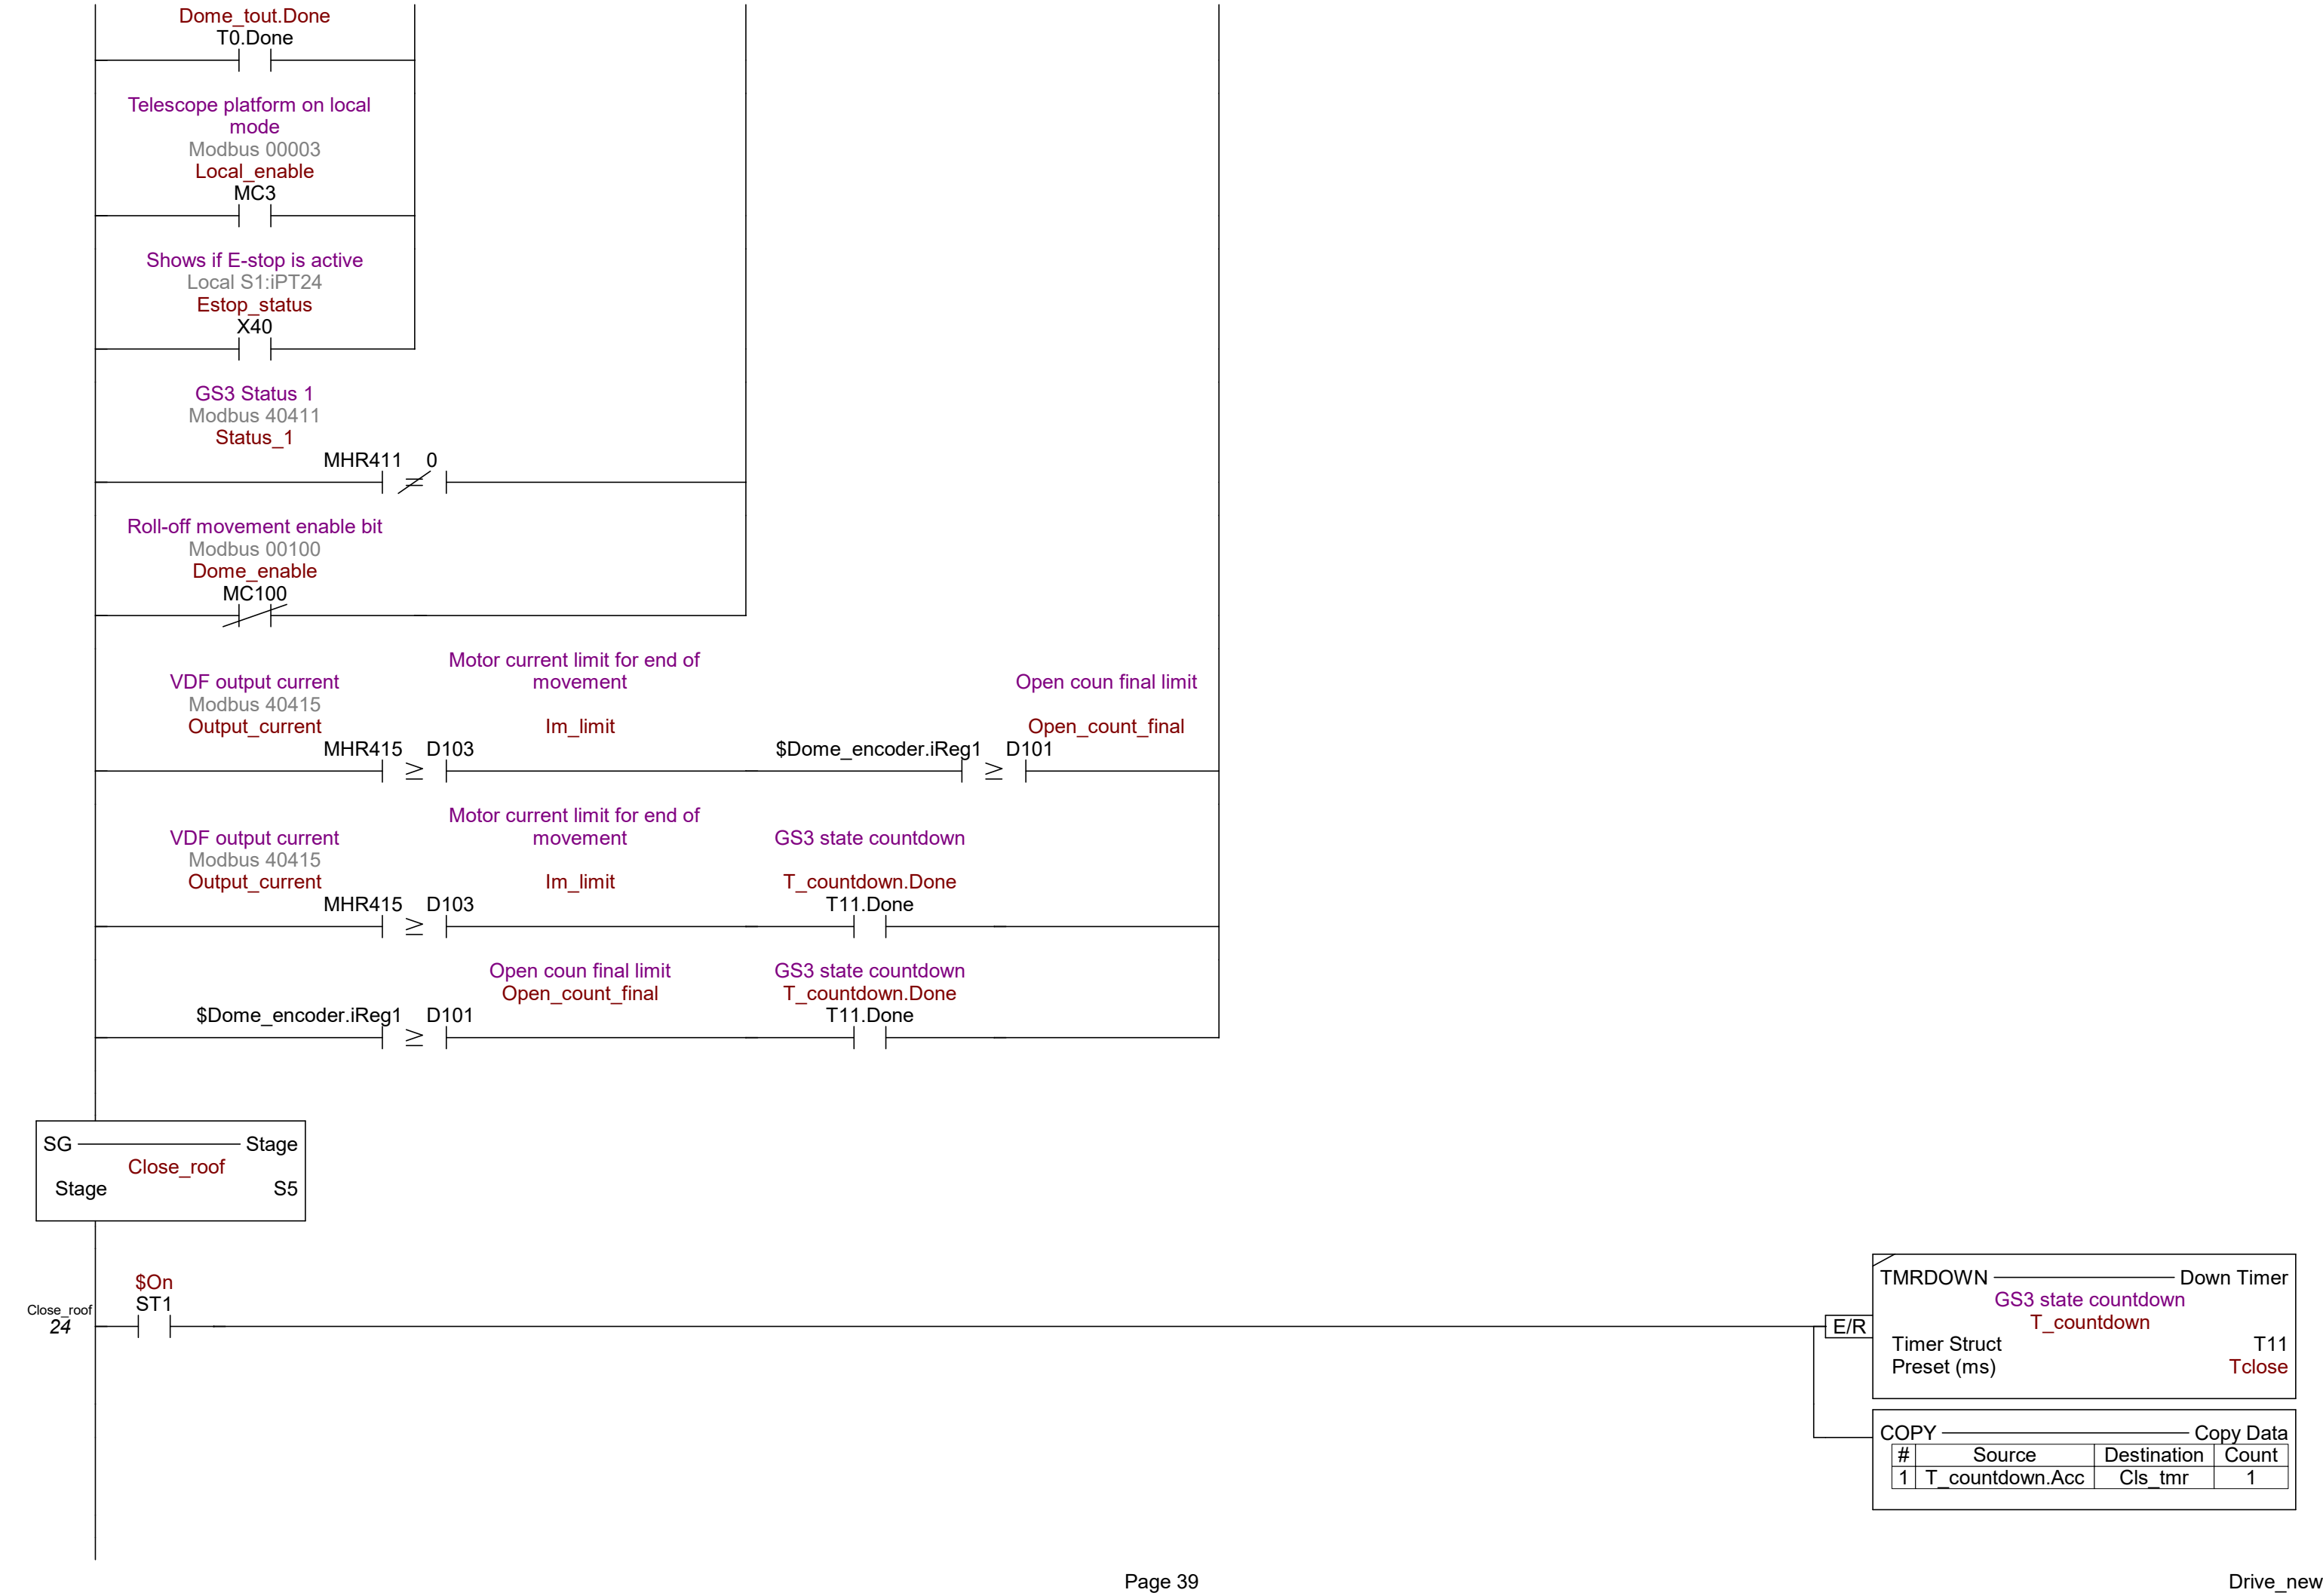 Dome_tout.Done
T0.Done
Telescope platform on local
mode
Modbus 00003
Local_enable
MC3
Shows if E-stop is active
Local S1:iPT24
Estop_status
X40
GS3 Status 1
Modbus 40411
Status_1
MHR411 ≠ 0
Roll-off movement enable bit
Modbus 00100
Dome_enable
MC100
Motor current limit for end of
VDF output current movement Open coun final limit
Modbus 40415
Output_current Im_limit Open_count_final
MHR415 ≥ D103 $Dome_encoder.iReg1 ≥ D101
Motor current limit for end of
VDF output current movement GS3 state countdown
Modbus 40415
Output_current Im_limit T_countdown.Done
MHR415 ≥ D103 T11.Done
Open coun final limit GS3 state countdown
Open_count_final T_countdown.Done
$Dome_encoder.iReg1 ≥ D101 T11.Done
SG Stage
Close_roof
Stage S5
$On
ST1
Close_roof
24
E/R
TMRDOWN Down Timer
GS3 state countdown
T_countdown
Timer Struct T11
Preset (ms) Tclose
COPY Copy Data
# Source Destination Count
1 T_countdown.Acc Cls_tmr 1
Page 39 Drive_new